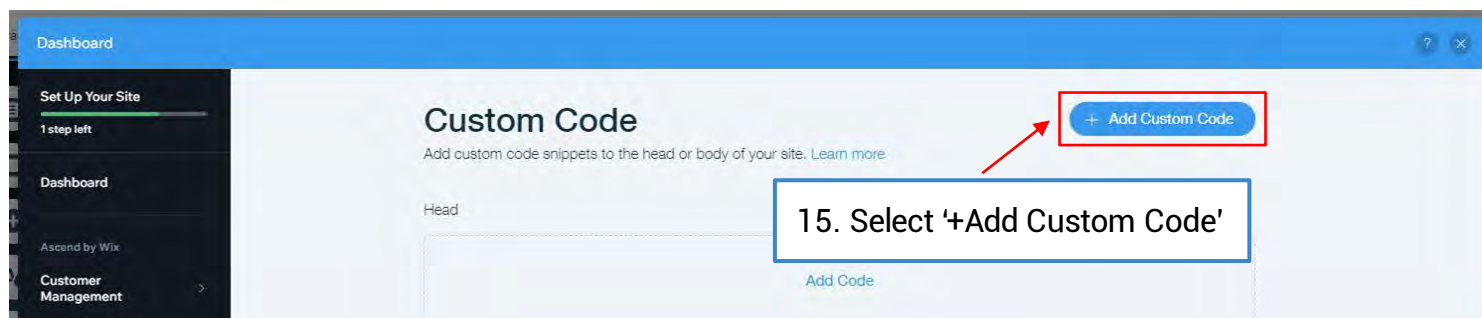 Dashboard
?
Set Up Your Site
1 step left
Custom Code
+ Add Custom Code
Add custom code snippets to the head or body of your site. Learn more
Dashboard
Head
15. Select ‘+Add Custom Code’
Ascend by Wix
Customer
Management
Add Code